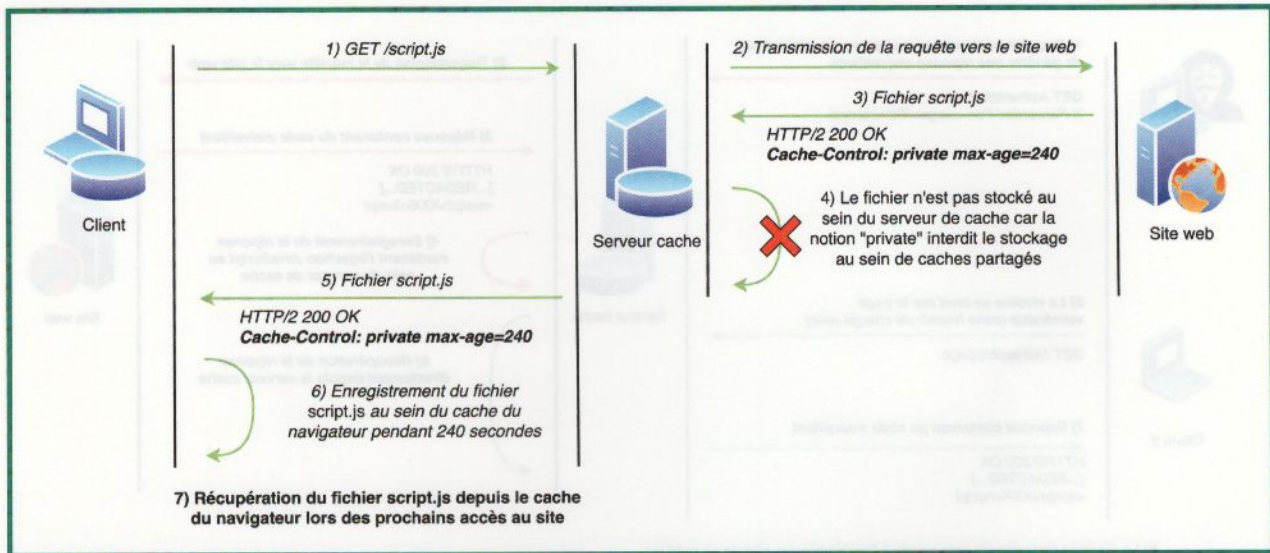 1) GET /script.js
2) Transmission de la requête vers le site web
3) Fichier script.js
HTTP/2 200 OK
Cache-Control: private max-age=240
Client
Serveur cache
4) Le fichier n'est pas stocké au
sein du serveur de cache car la
notion "private" interdit le stockage
au sein de caches partagés
Site web
5) Fichier script.js
HTTP/2 200 OK
Cache-Control: private max-age=240
6) Enregistrement du fichier
script.js au sein du cache du
navigateur pendant 240 secondes
7) Récupération du fichier script.js depuis le cache
du navigateur lors des prochains accès au site